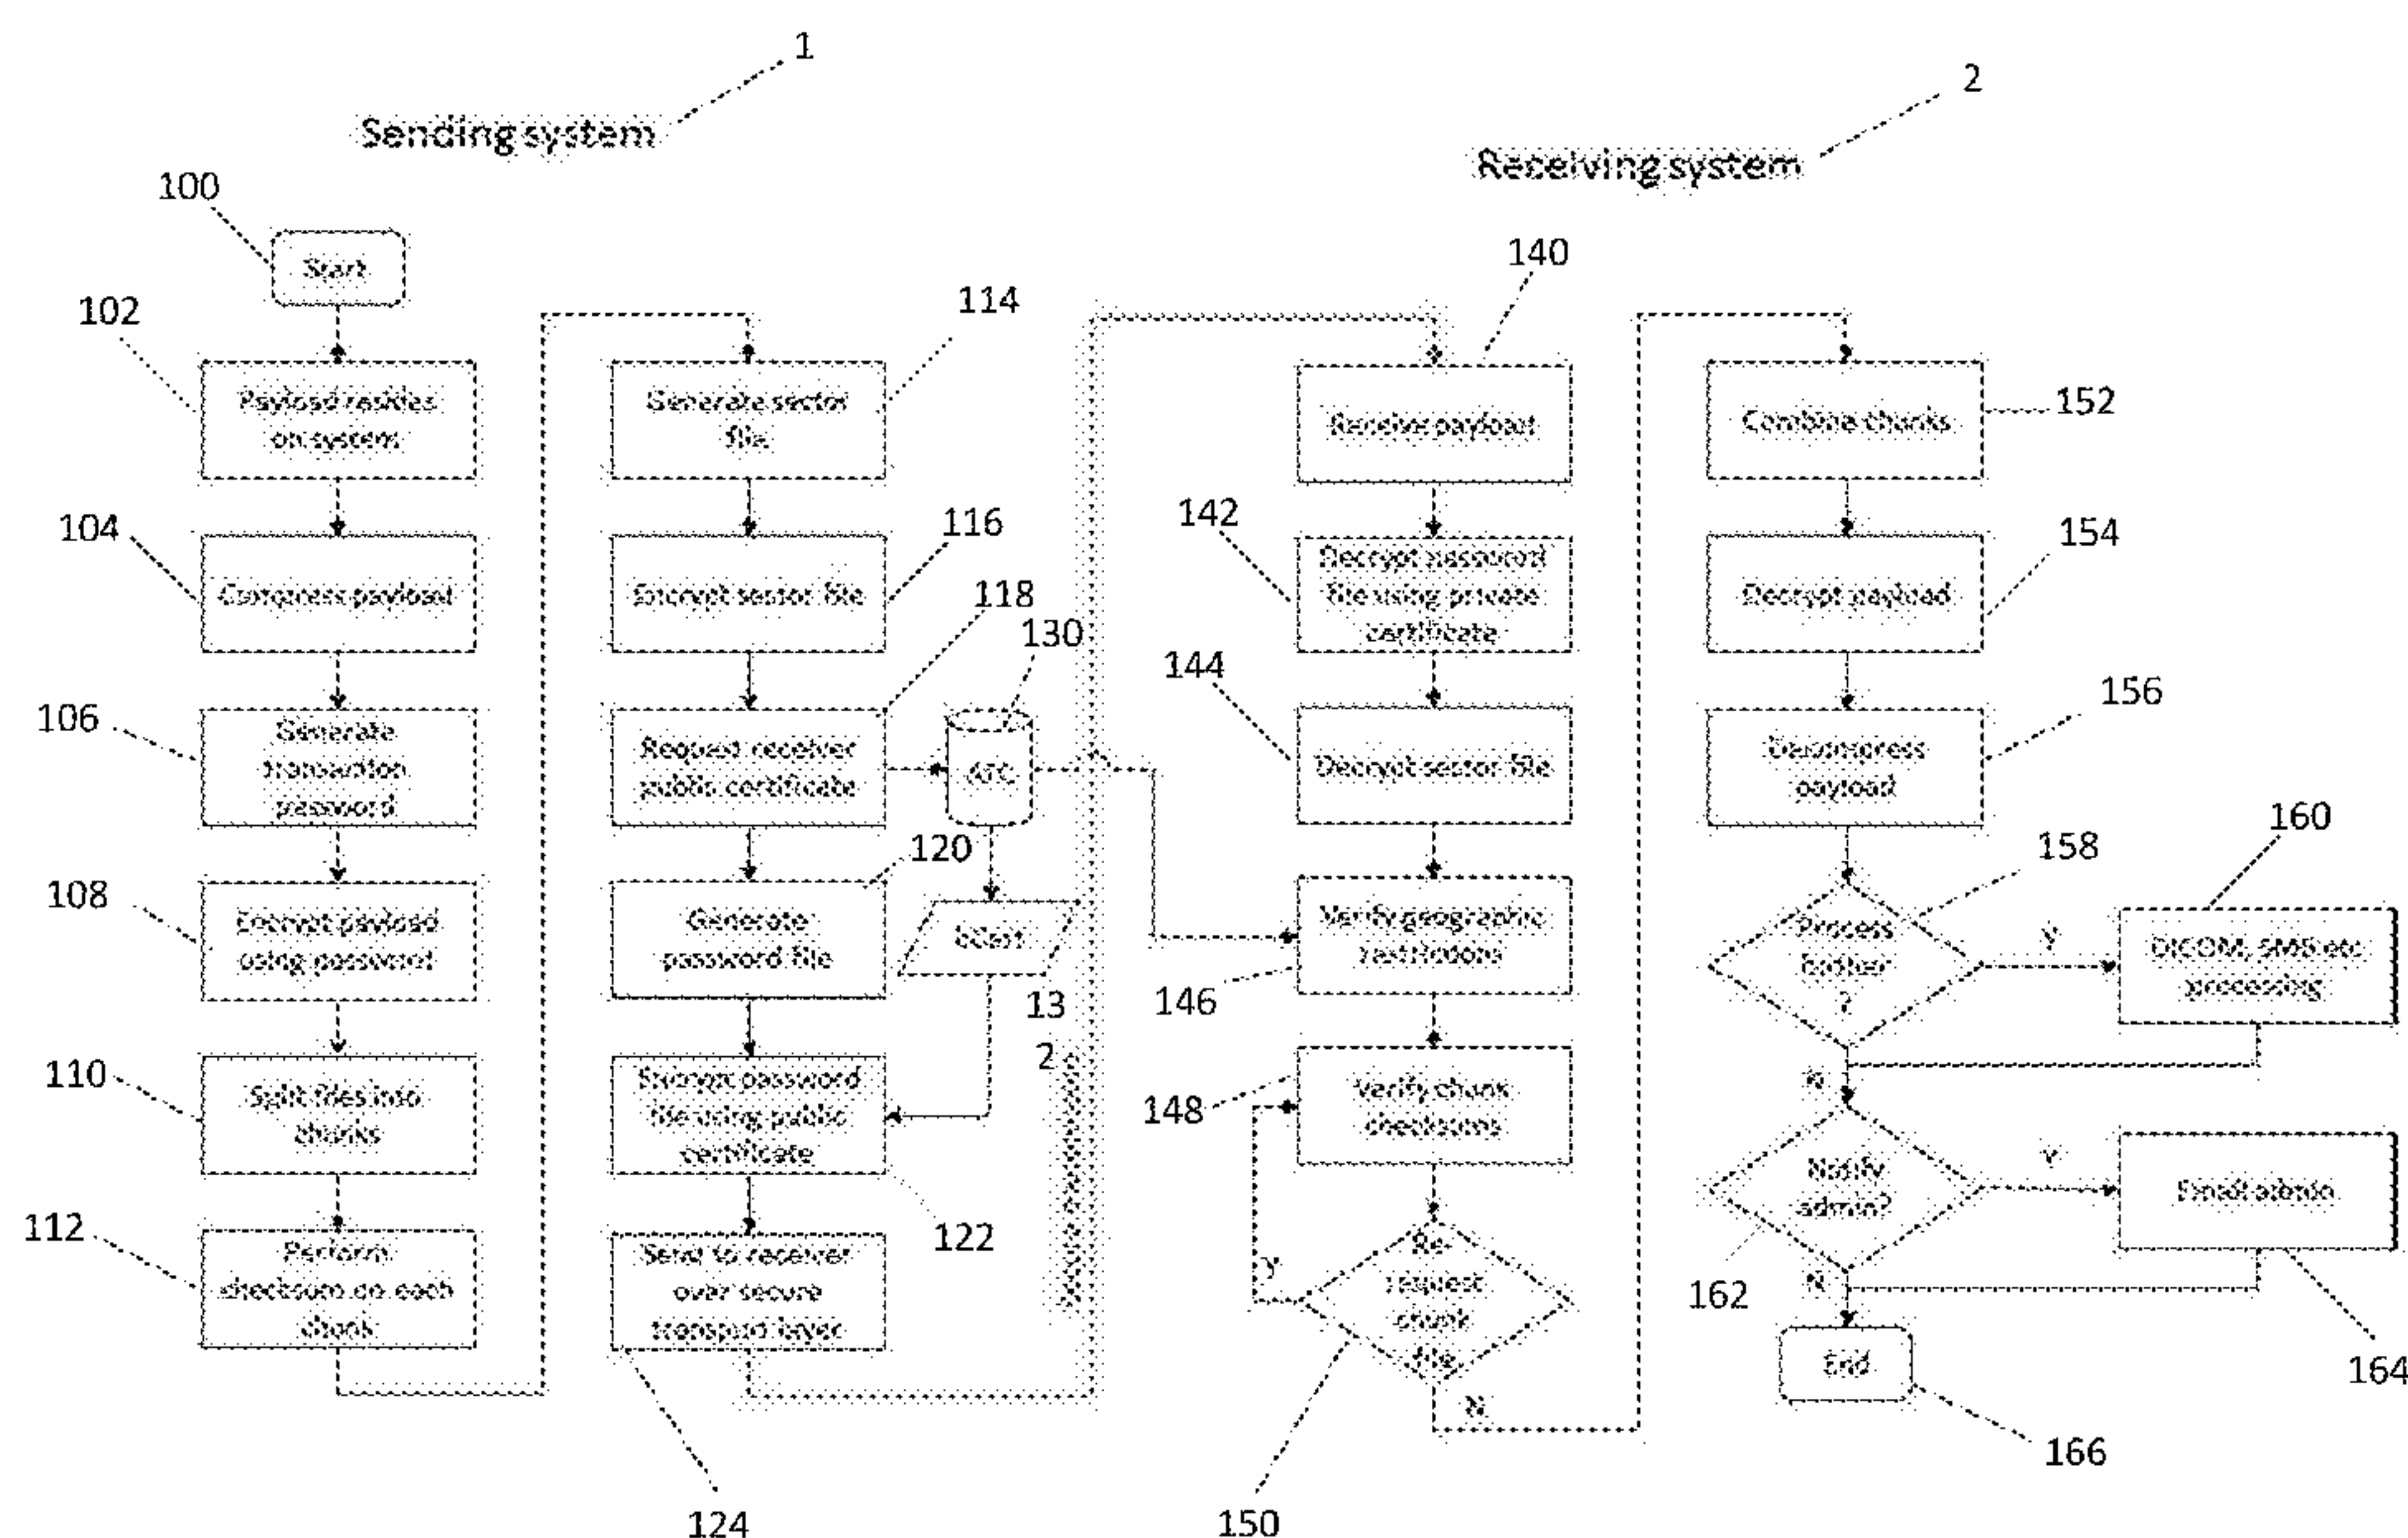 1
Sending system
2
Receiving system
100
Start
102
Payload resides
on system
104
Compress payload
106
Generate
transaction
password
108
Encrypt payload
using password
110
Split files into
chunks
112
Perform
checksum on each
chunk
114
Generate sector
file
116
Encrypt sector file
118
Request receiver
public certificate
130
ATC
120
Generate
password file
13
2
Encrypt password
file using public
certificate
122
Send to receiver
over secure
transport layer
124
140
Receive payload
142
Decrypt password
file using private
certificate
144
Decrypt sector file
Verify geographic
restrictions
146
148
Verify chunk
checksums
Y
Re-
request
chunk
file
N
150
152
Combine chunks
154
Decrypt payload
156
Decompress
payload
158
Process
further
?
Y
160
DICOM, SMB etc
processing
N
Notify
admin?
Y
162
Email admin
164
N
End
166